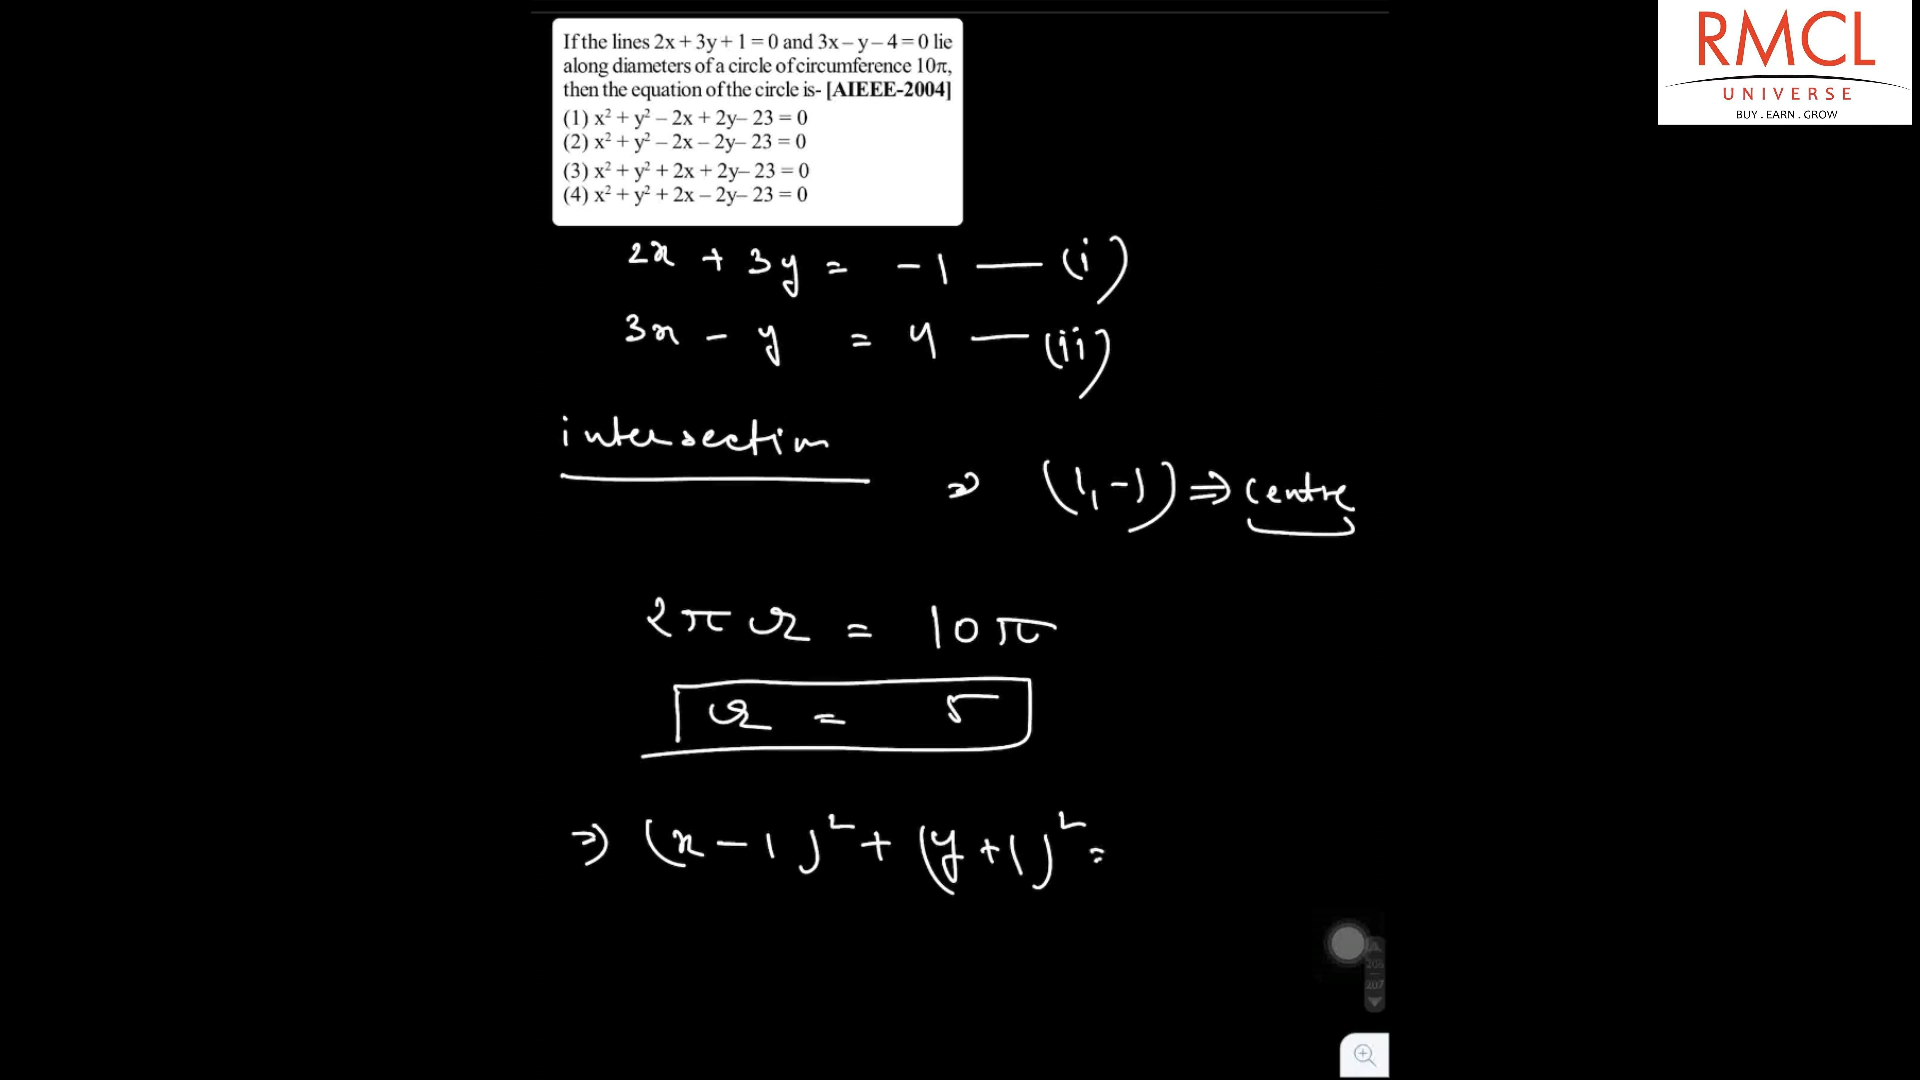 If the lines 2x + 3y + 1 = 0 and 3x – y – 4 = 0 lie
along diameters of a circle of circumference 10π,
then the equation of the circle is- [AIEEE-2004]
(1) x² + y² – 2x + 2y– 23 = 0
(2) x² + y² – 2x – 2y– 23 = 0
(3) x² + y² + 2x + 2y– 23 = 0
(4) x² + y² + 2x – 2y– 23 = 0
2x + 3y = -1 — (i)
3x - y = 4 — (ii)
intersection
⇒ (1, -1) ⇒ centre
2πr = 10π
r = 5
⇒ (x - 1)² + (y + 1)² =
RMCL
UNIVERSE
BUY . EARN . GROW
206
207